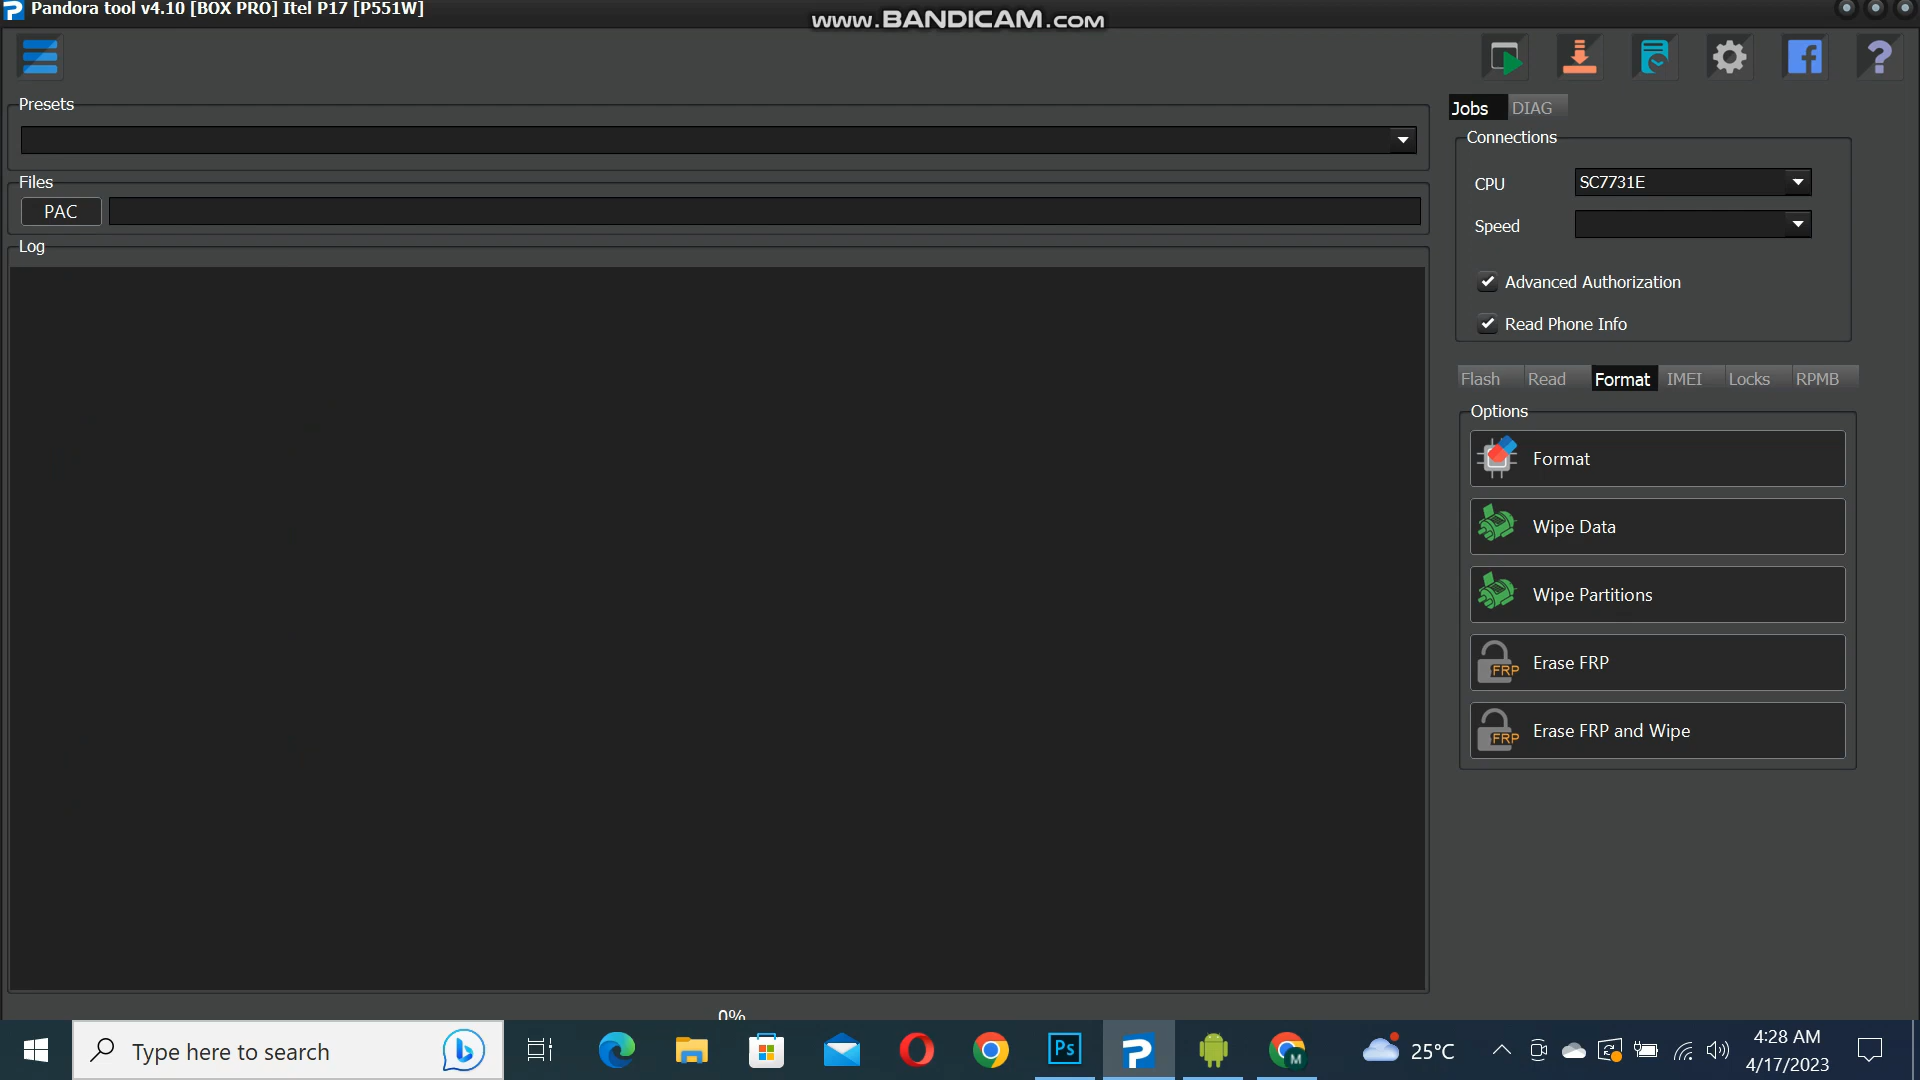 Pandora tool v4.10 [BOX PRO] Itel P17 [P551W]
www.BANDICAM.com
Presets
Files
PAC
Log
0%
Jobs DIAG
Connections
CPU SC7731E
Speed
Advanced Authorization
Read Phone Info
Flash Read Format IMEI Locks RPMB
Options
Format
Wipe Data
Wipe Partitions
FRP Erase FRP
FRP Erase FRP and Wipe
Type here to search
Ps
M
25°C
4:28 AM
4/17/2023